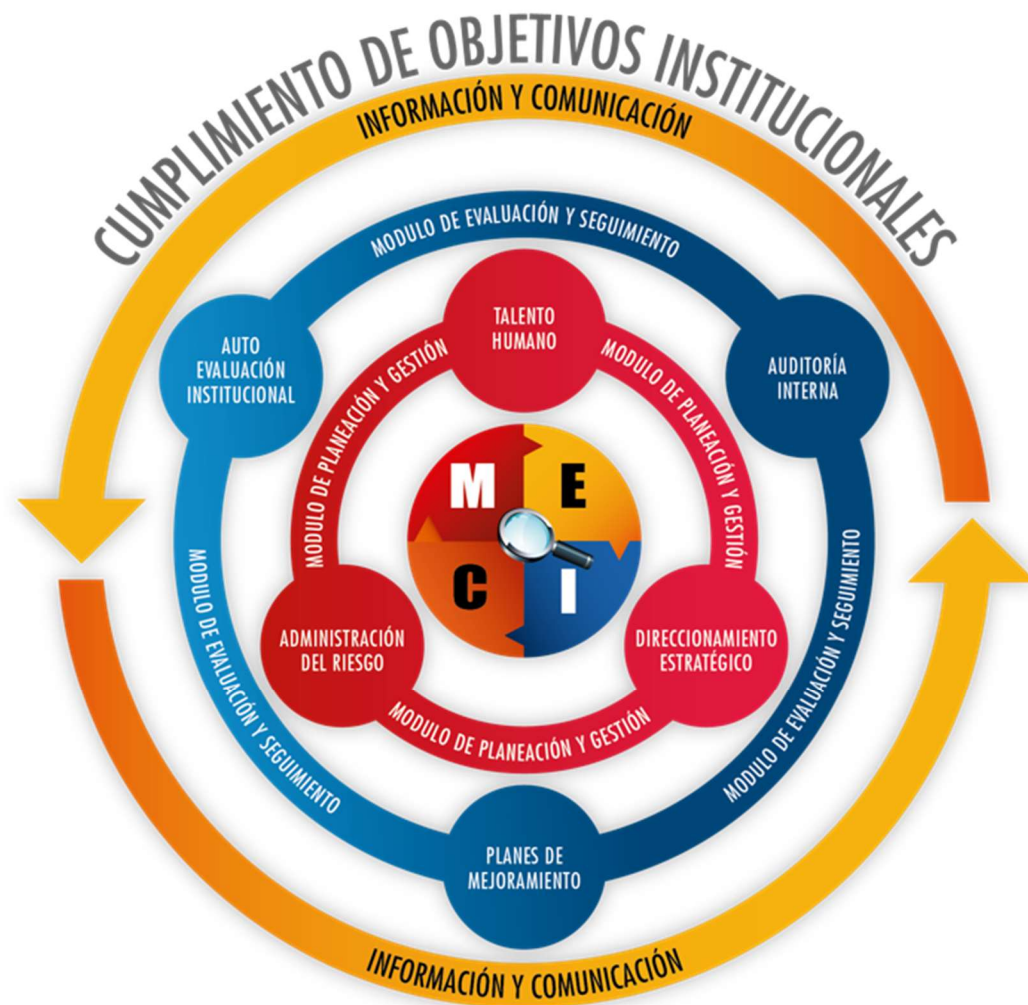 CUMPLIMIENTO DE OBJETIVOS INSTITUCIONALES
INFORMACIÓN Y COMUNICACIÓN
MODULO DE EVALUACIÓN Y SEGUIMIENTO
AUTO
EVALUACIÓN
INSTITUCIONAL
TALENTO
HUMANO
AUDITORÍA
INTERNA
MODULO DE PLANEACIÓN Y GESTIÓN
MODULO DE PLANEACIÓN Y GESTIÓN
M E
C I
MODULO DE EVALUACIÓN Y SEGUIMIENTO
MODULO DE EVALUACIÓN Y SEGUIMIENTO
ADMINISTRACIÓN
DEL RIESGO
DIRECCIONAMIENTO
ESTRATÉGICO
MODULO DE PLANEACIÓN Y GESTIÓN
PLANES DE
MEJORAMIENTO
INFORMACIÓN Y COMUNICACIÓN